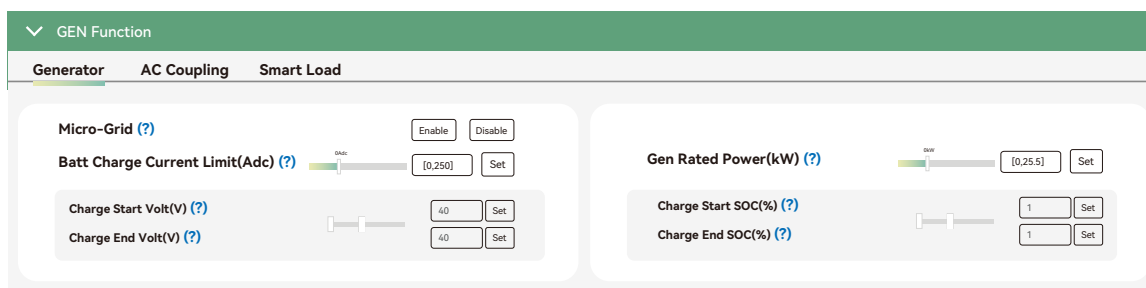 GEN Function
Generator AC Coupling Smart Load
Micro-Grid (?) Enable Disable
Batt Charge Current Limit(Adc) (?) 0Adc [0,250] Set
Charge Start Volt(V) (?) 40 Set
Charge End Volt(V) (?) 40 Set
Gen Rated Power(kW) (?) 0kW [0,25.5] Set
Charge Start SOC(%) (?) 1 Set
Charge End SOC(%) (?) 1 Set